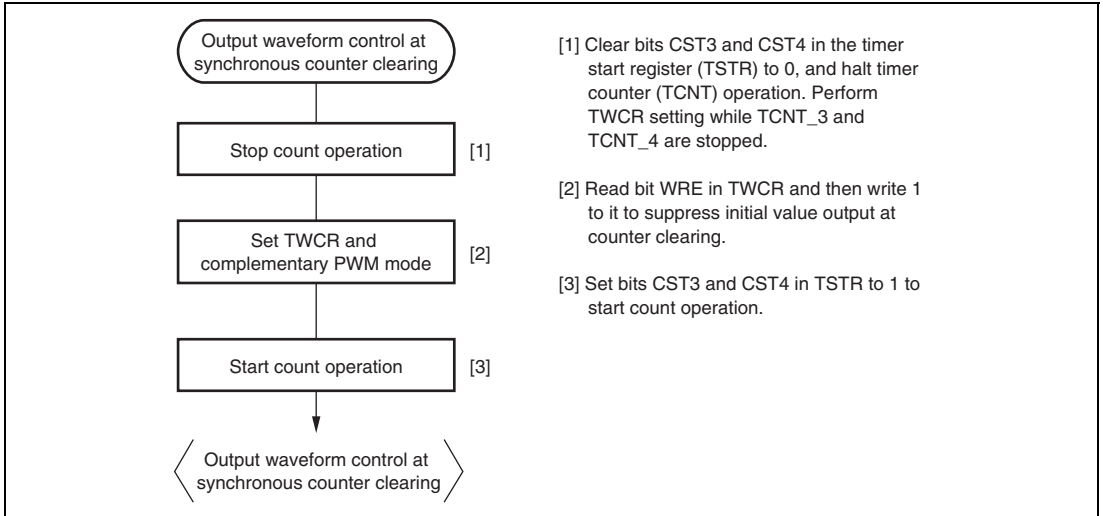 Output waveform control at
synchronous counter clearing
Stop count operation
[1]
Set TWCR and
complementary PWM mode
[2]
Start count operation
[3]
Output waveform control at
synchronous counter clearing
[1] Clear bits CST3 and CST4 in the timer
start register (TSTR) to 0, and halt timer
counter (TCNT) operation. Perform
TWCR setting while TCNT_3 and
TCNT_4 are stopped.
[2] Read bit WRE in TWCR and then write 1
to it to suppress initial value output at
counter clearing.
[3] Set bits CST3 and CST4 in TSTR to 1 to
start count operation.